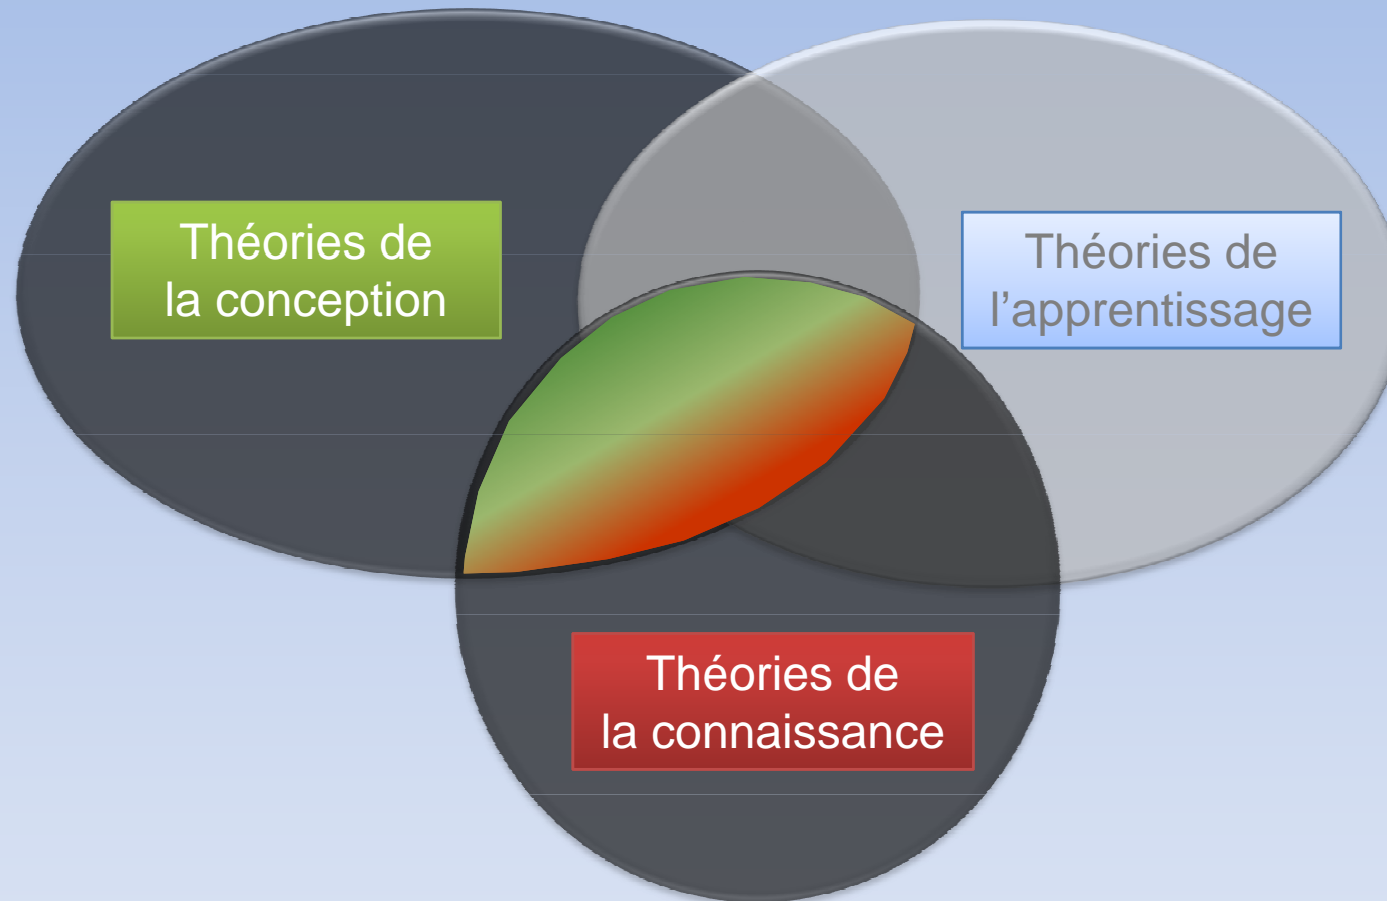 Théories de
la conception
Théories de
l’apprentissage
Théories de
la connaissance